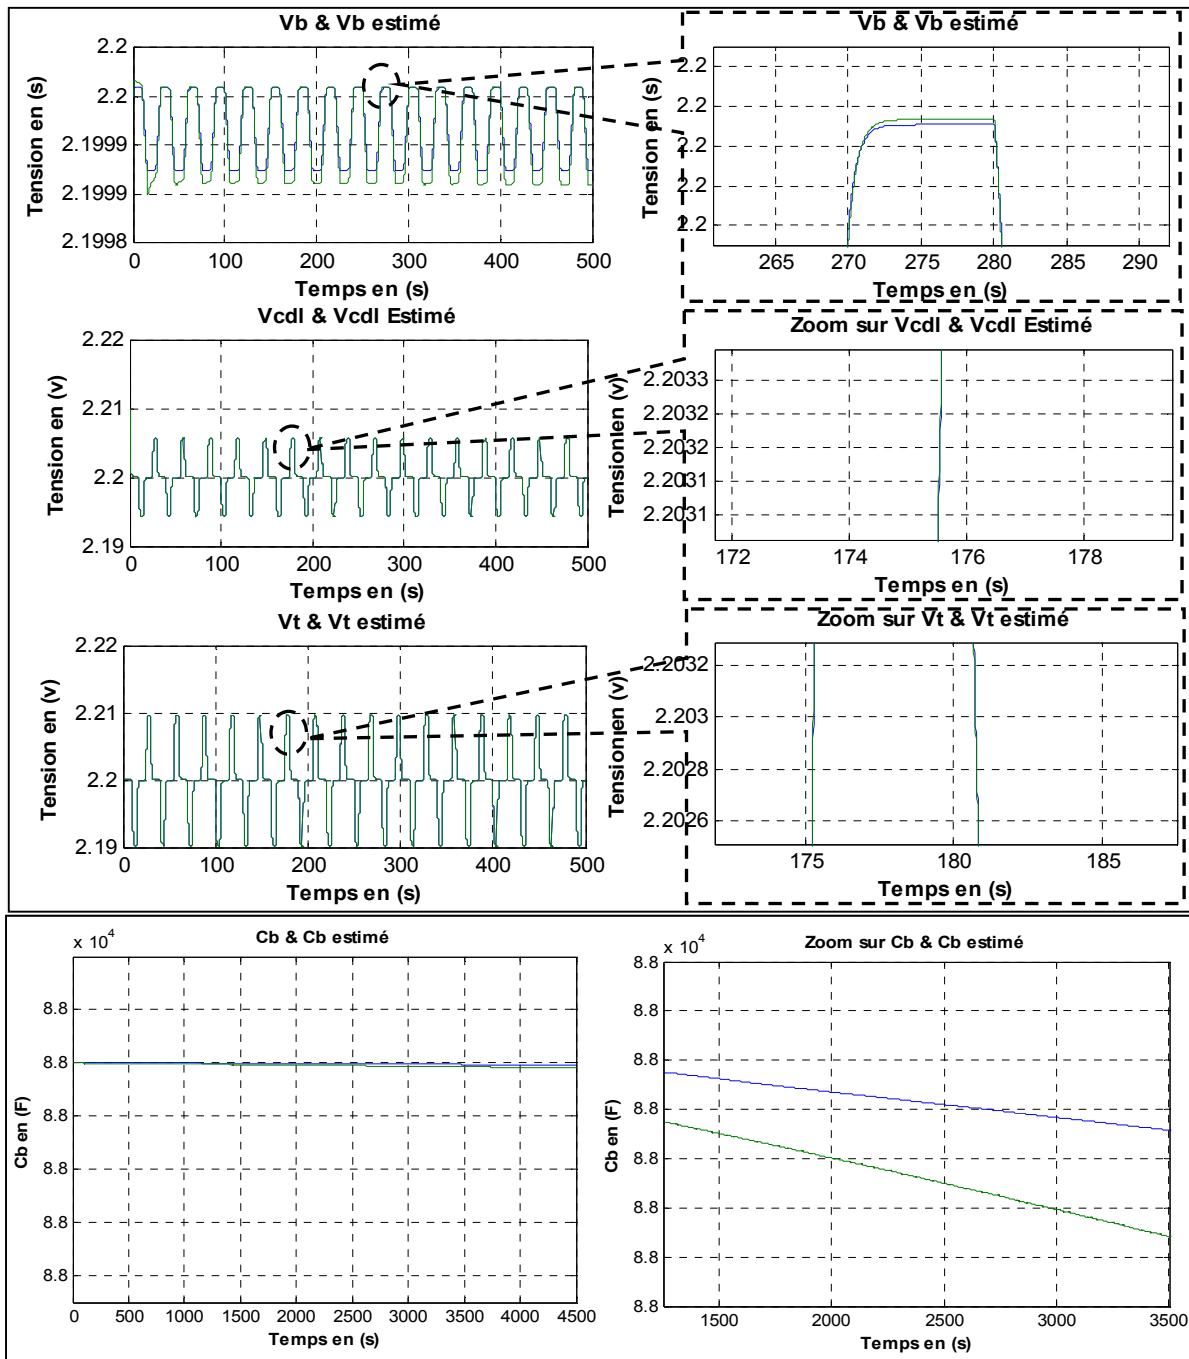 Vb & Vb estimé
2.2
2.2
2.1999
2.1999
2.1998
Tension en (s)
0 100 200 300 400 500
Temps en (s)
Vb & Vb estimé
2.2
2.2
2.2
2.2
2.2
Tension en (s)
265 270 275 280 285 290
Temps en (s)
Vcdl & Vcdl Estimé
2.22
2.21
2.2
2.19
Tension en (v)
0 100 200 300 400 500
Temps en (s)
Zoom sur Vcdl & Vcdl Estimé
2.2033
2.2032
2.2032
2.2031
2.2031
Tension en (v)
172 174 176 178
Temps en (s)
Vt & Vt estimé
2.22
2.21
2.2
2.19
Tension en (v)
0 100 200 300 400 500
Temps en (s)
Zoom sur Vt & Vt estimé
2.2032
2.203
2.2028
2.2026
Tension en (v)
175 180 185
Temps en (s)
x 10⁴
Cb & Cb estimé
8.8
8.8
8.8
8.8
8.8
8.8
Cb en (F)
0 500 1000 1500 2000 2500 3000 3500 4000 4500
Temps en (s)
x 10⁴
Zoom sur Cb & Cb estimé
8.8
8.8
8.8
8.8
8.8
8.8
8.8
8.8
Cb en (F)
1500 2000 2500 3000 3500
Temps en (s)